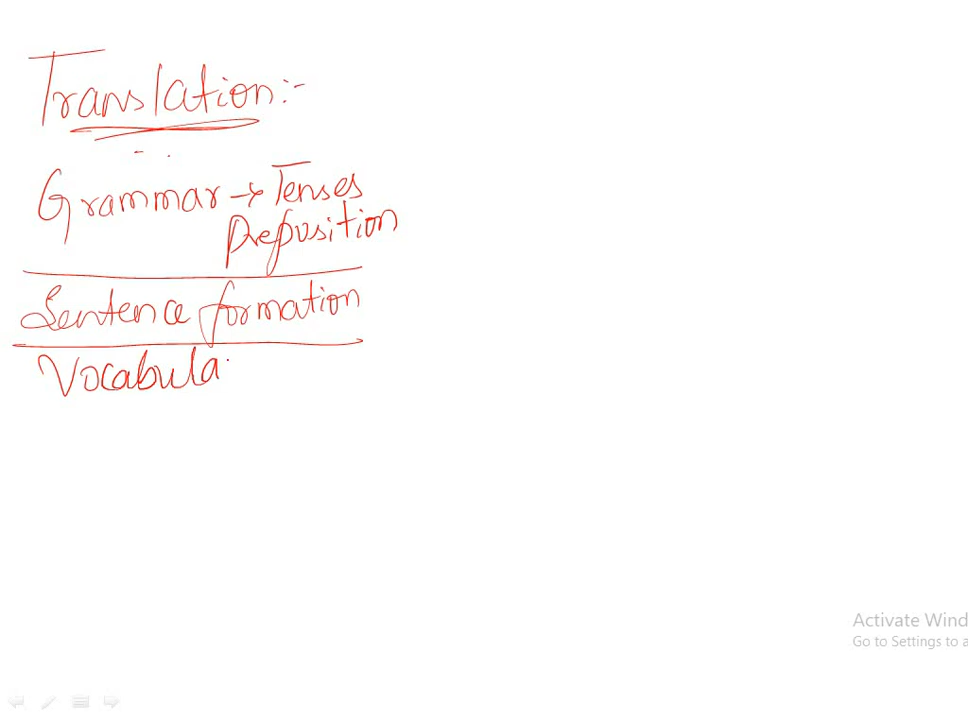 Translation:-
Grammar → Tenses
Preposition
Sentence formation
Vocabula
Activate Wind
Go to Settings to a